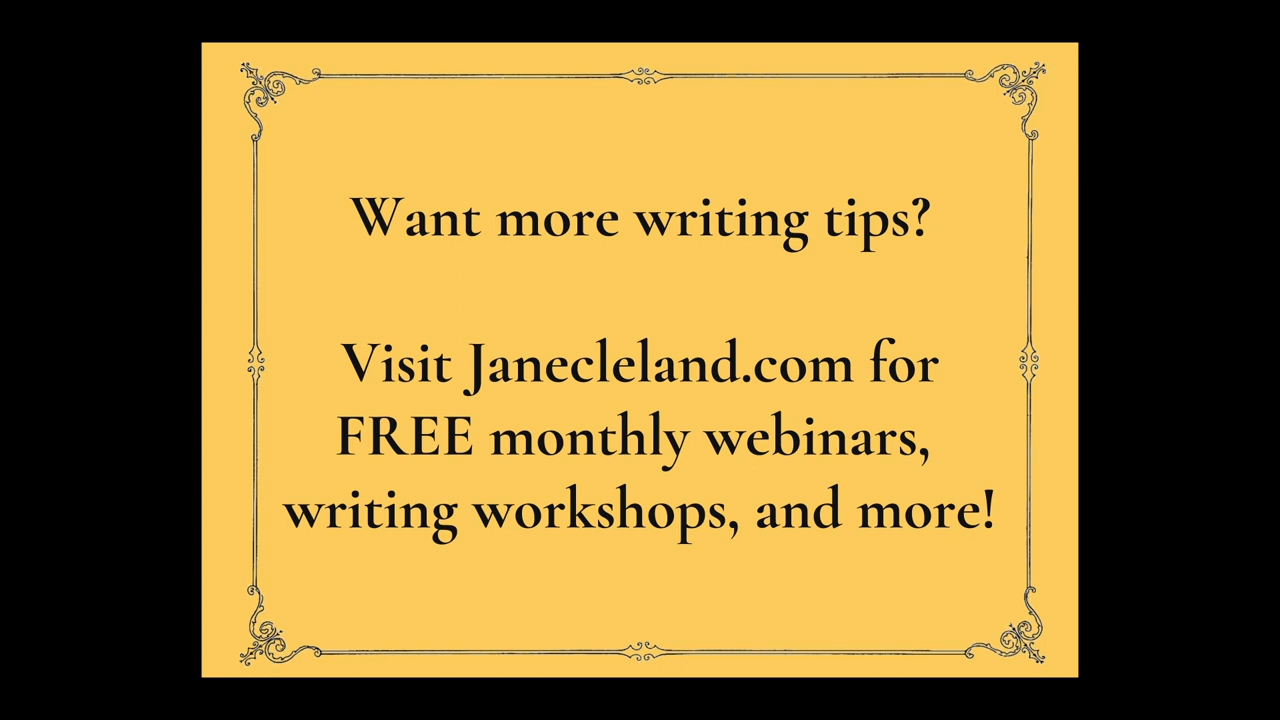 Want more writing tips?
Visit Janecleland.com for
FREE monthly webinars,
writing workshops, and more!